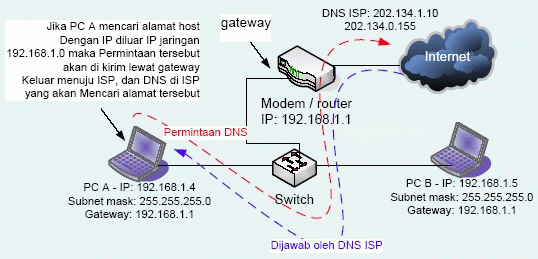 Jika PC A mencari alamat host
Dengan IP diluar IP jaringan
192.168.1.0 maka Permintaan tersebut
akan di kirim lewat gateway
Keluar menuju ISP, dan DNS di ISP
yang akan Mencari alamat tersebut
gateway
DNS ISP: 202.134.1.10
202.134.0.155
Internet
Modem / router
IP: 192.168.1.1
Permintaan DNS
PC A - IP: 192.168.1.4
Subnet mask: 255.255.255.0
Gateway: 192.168.1.1
Switch
PC B - IP: 192.168.1.5
Subnet mask: 255.255.255.0
Gateway: 192.168.1.1
Dijawab oleh DNS ISP